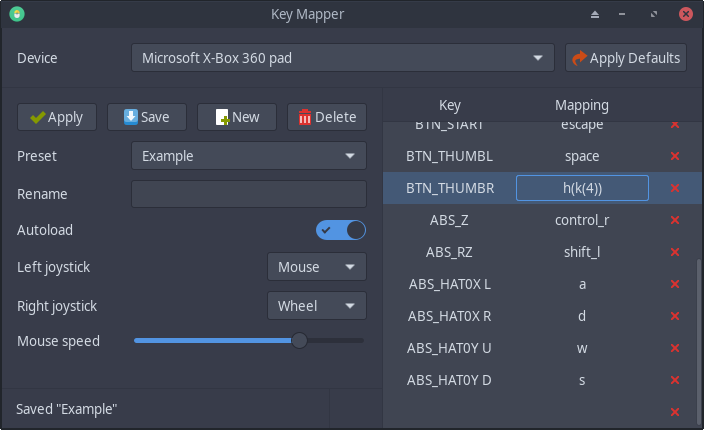 Key Mapper
Device
Microsoft X-Box 360 pad
Apply Defaults
Apply
Save
New
Delete
Preset
Example
Rename
Autoload
Left joystick
Mouse
Right joystick
Wheel
Mouse speed
Saved "Example"
Key Mapping
BTN_START escape
BTN_THUMBL space
BTN_THUMBR h(k(4))
ABS_Z control_r
ABS_RZ shift_l
ABS_HAT0X L a
ABS_HAT0X R d
ABS_HAT0Y U w
ABS_HAT0Y D s